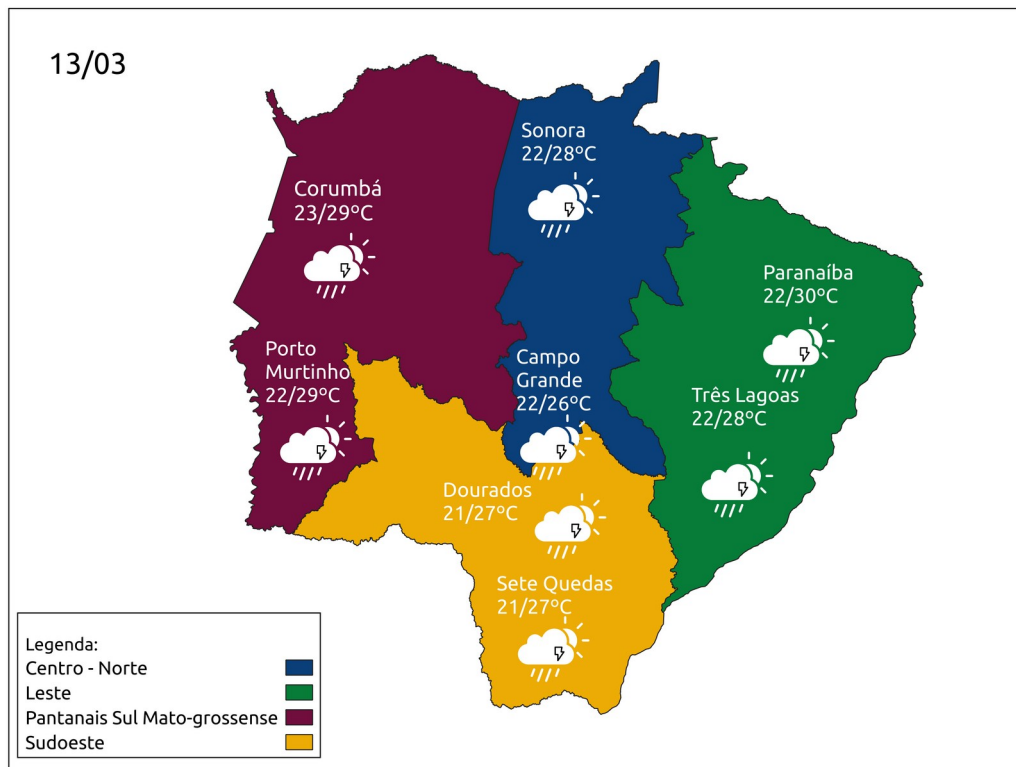 13/03
Sonora
22/28ºC
Corumbá
23/29ºC
Paranaíba
22/30ºC
Porto
Murtinho
22/29ºC
Campo
Grande
22/26ºC
Três Lagoas
22/28ºC
Dourados
21/27ºC
Sete Quedas
21/27ºC
Legenda:
Centro - Norte
Leste
Pantanais Sul Mato-grossense
Sudoeste